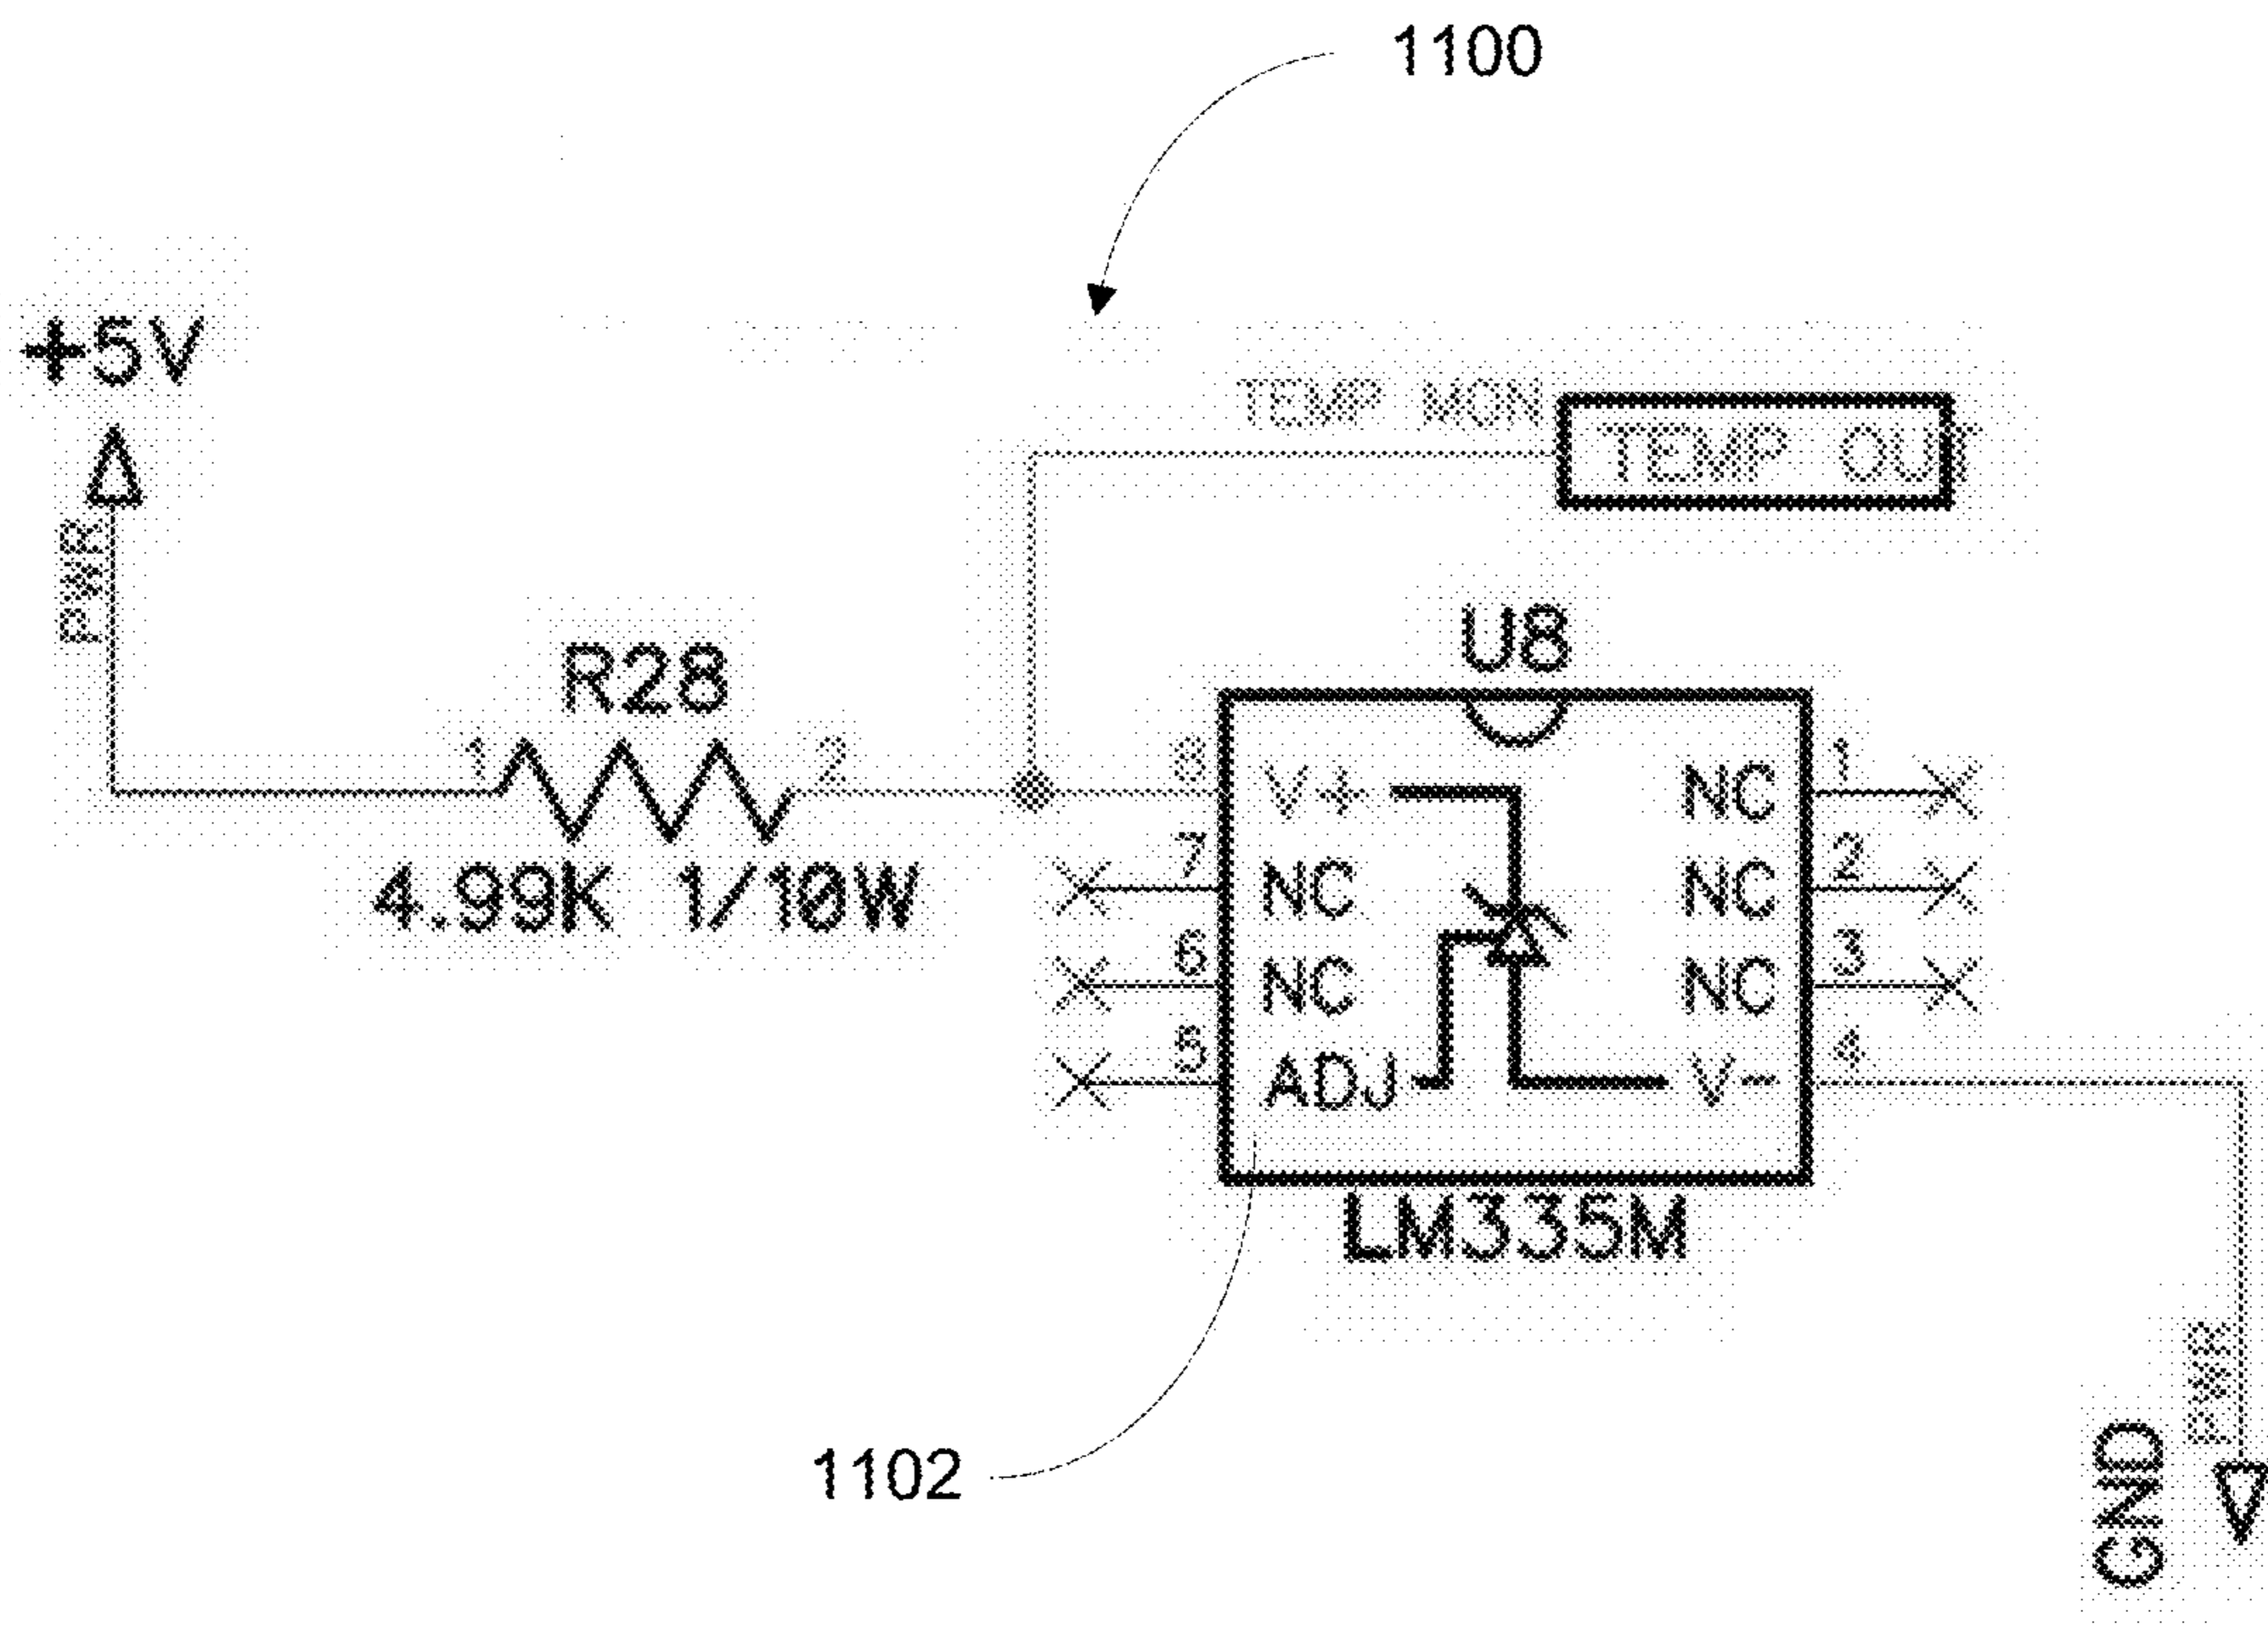 1100
+5V
TEMP MON
TEMP OUT
PWR
U8
R28
1
2
8
V+
NC
1
7
NC
NC
2
4.99K 1/10W
6
NC
NC
3
5
ADJ
V-
4
LM335M
PWR
1102
GND